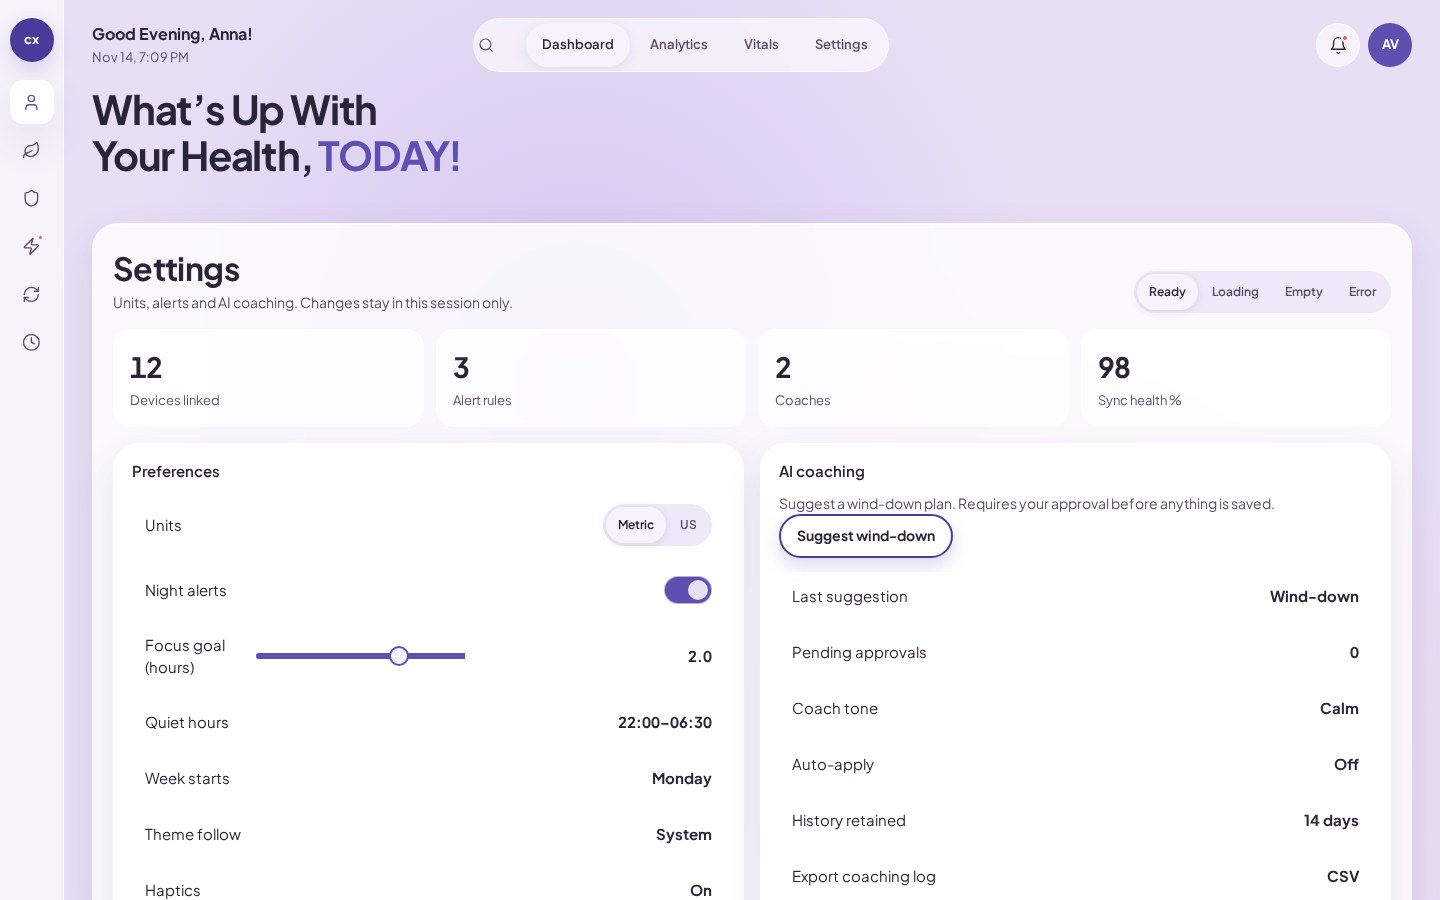 cx
Good Evening, Anna!
Nov 14, 7:09 PM
Dashboard
Analytics
Vitals
Settings
AV
What’s Up With
Your Health, TODAY!
Settings
Units, alerts and AI coaching. Changes stay in this session only.
Ready
Loading
Empty
Error
12
Devices linked
3
Alert rules
2
Coaches
98
Sync health %
Preferences
Units
Metric
US
Night alerts
Focus goal
(hours)
2.0
Quiet hours
22:00–06:30
Week starts
Monday
Theme follow
System
Haptics
On
AI coaching
Suggest a wind-down plan. Requires your approval before anything is saved.
Suggest wind-down
Last suggestion
Wind-down
Pending approvals
0
Coach tone
Calm
Auto-apply
Off
History retained
14 days
Export coaching log
CSV